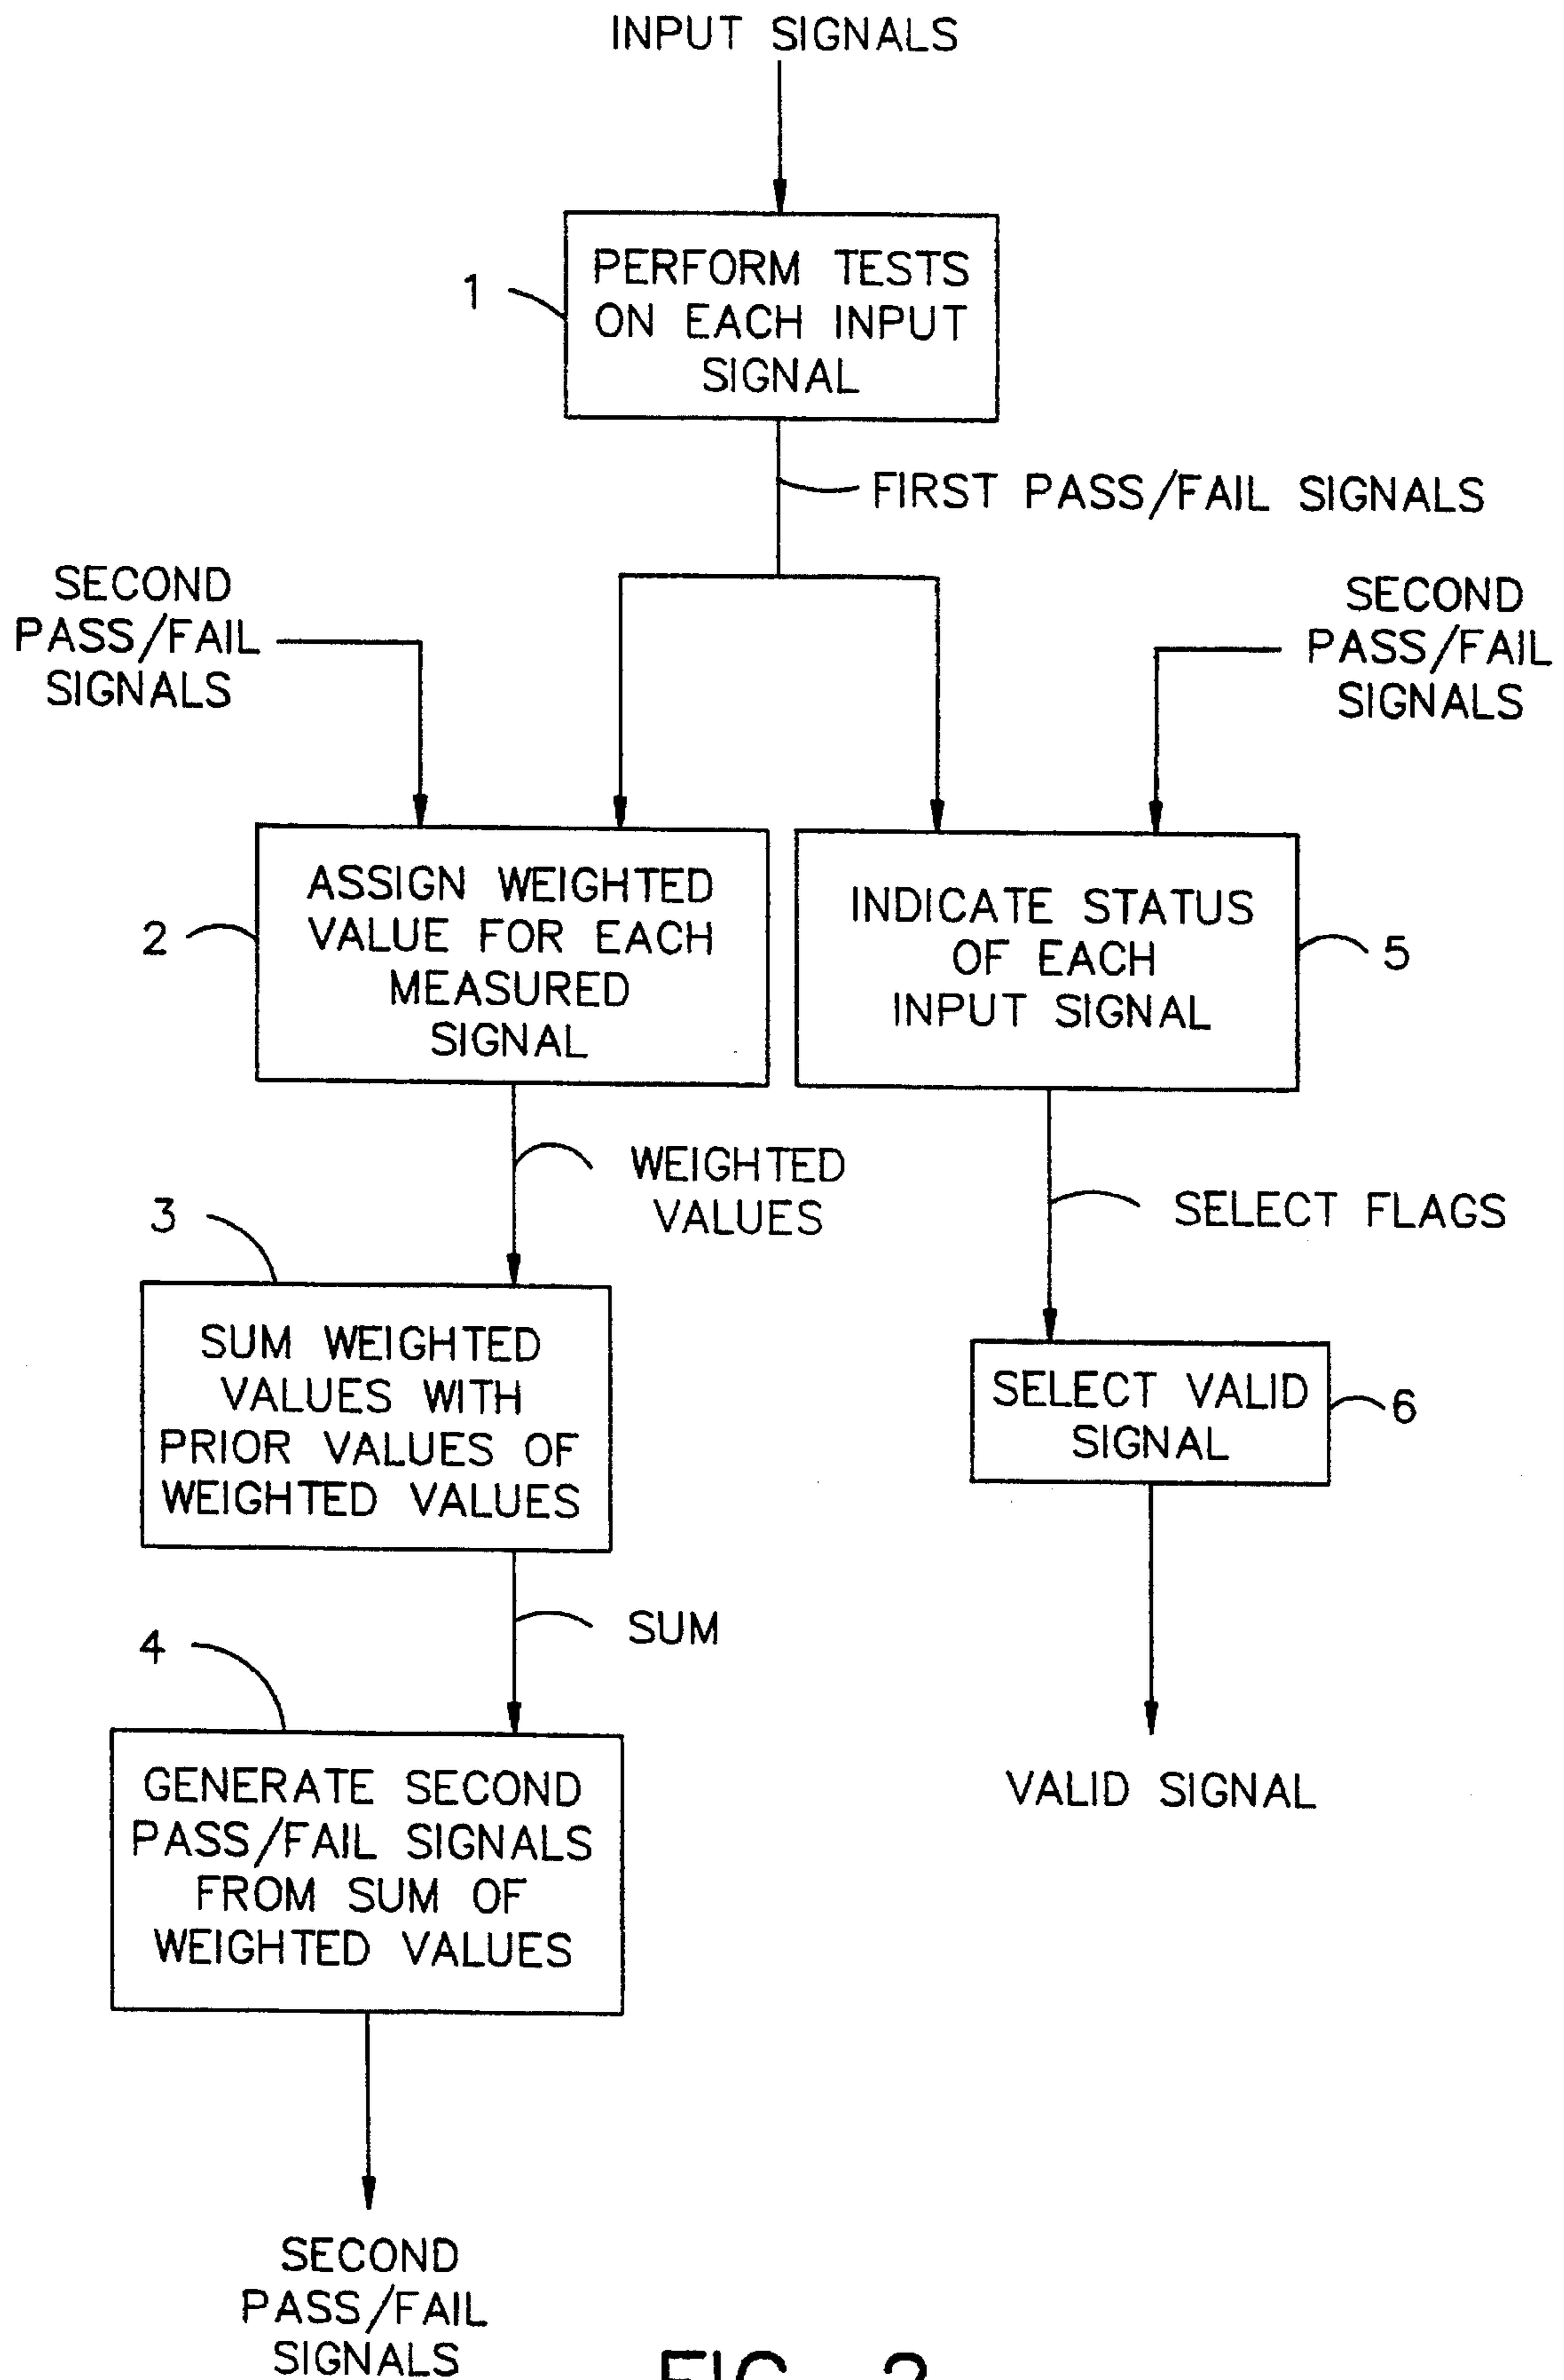 INPUT SIGNALS
1
PERFORM TESTS
ON EACH INPUT
SIGNAL
FIRST PASS/FAIL SIGNALS
SECOND
PASS/FAIL
SIGNALS
SECOND
PASS/FAIL
SIGNALS
2
ASSIGN WEIGHTED
VALUE FOR EACH
MEASURED
SIGNAL
INDICATE STATUS
OF EACH
INPUT SIGNAL
5
WEIGHTED
VALUES
SELECT FLAGS
3
SUM WEIGHTED
VALUES WITH
PRIOR VALUES OF
WEIGHTED VALUES
SELECT VALID
SIGNAL
6
SUM
4
GENERATE SECOND
PASS/FAIL SIGNALS
FROM SUM OF
WEIGHTED VALUES
VALID SIGNAL
SECOND
PASS/FAIL
SIGNALS